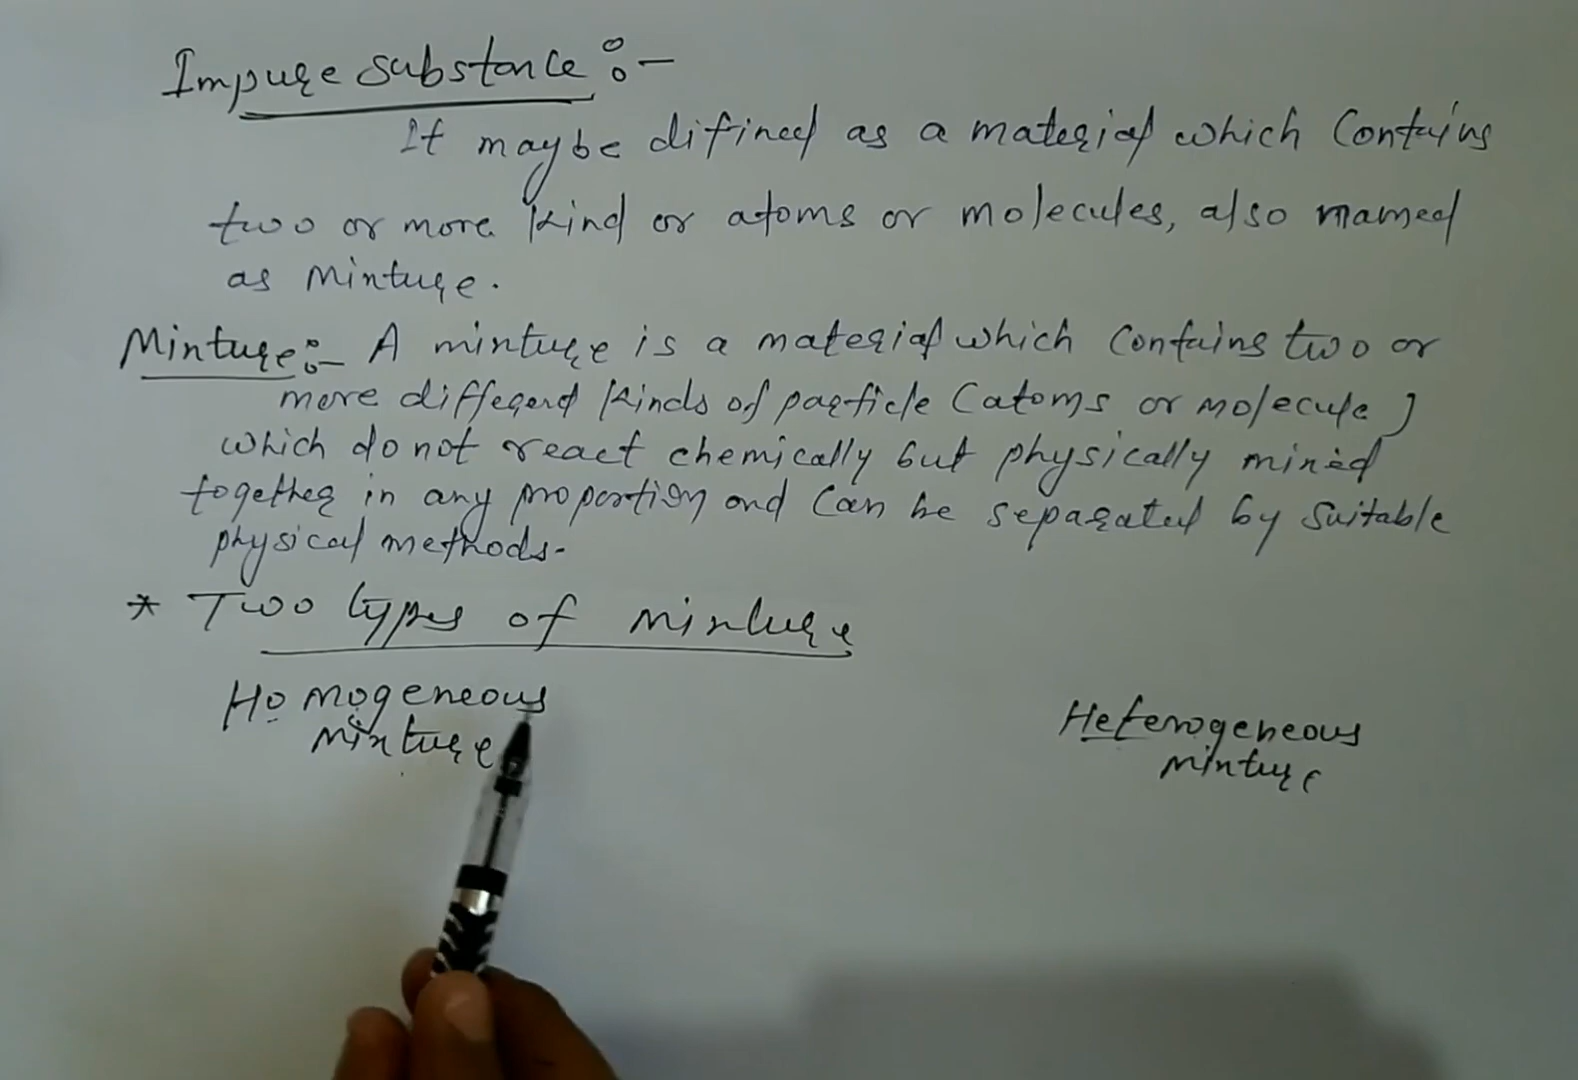 Impure substance :-
It maybe difined as a material which Contains
two or more kind or atoms or molecules, also named
as Mixture.
Mixture:- A mixture is a material which Contains two or
more differend kinds of particle (atoms or molecule)
which do not react chemically but physically mixed
together in any proportion and Can be separated by suitable
physical methods.
* Two types of mixture
Homogeneous
Mixture
Heterogeneous
mixture